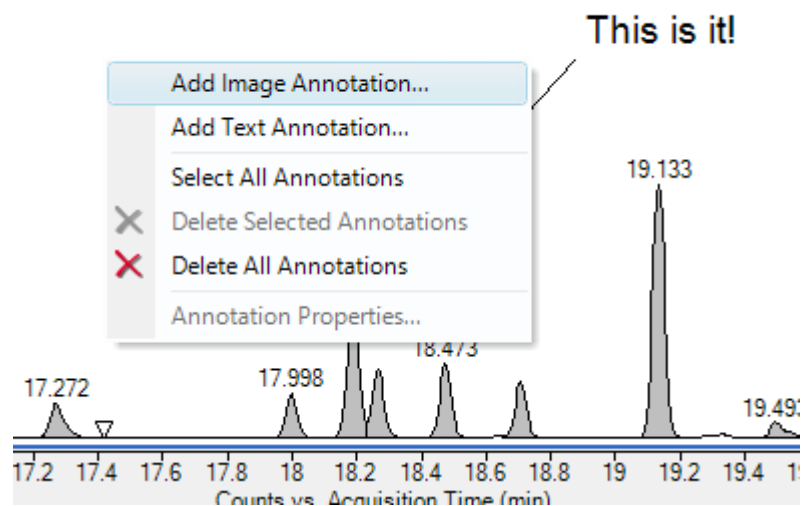 This is it!
Add Image Annotation...
Add Text Annotation...
Select All Annotations
Delete Selected Annotations
Delete All Annotations
Annotation Properties...
19.133
18.473
17.998
17.272
19.493
17.2 17.4 17.6 17.8 18 18.2 18.4 18.6 18.8 19 19.2 19.4
Counts vs. Acquisition Time (min)